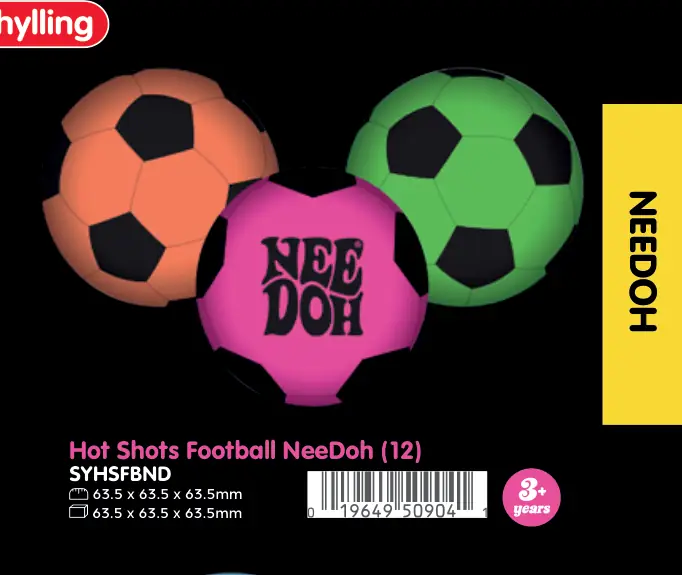 hylling
NEE
DOH
®
NEEDOH
Hot Shots Football NeeDoh (12)
SYHSFBND
63.5 x 63.5 x 63.5mm
63.5 x 63.5 x 63.5mm
0 19649 50904 1
3+
years